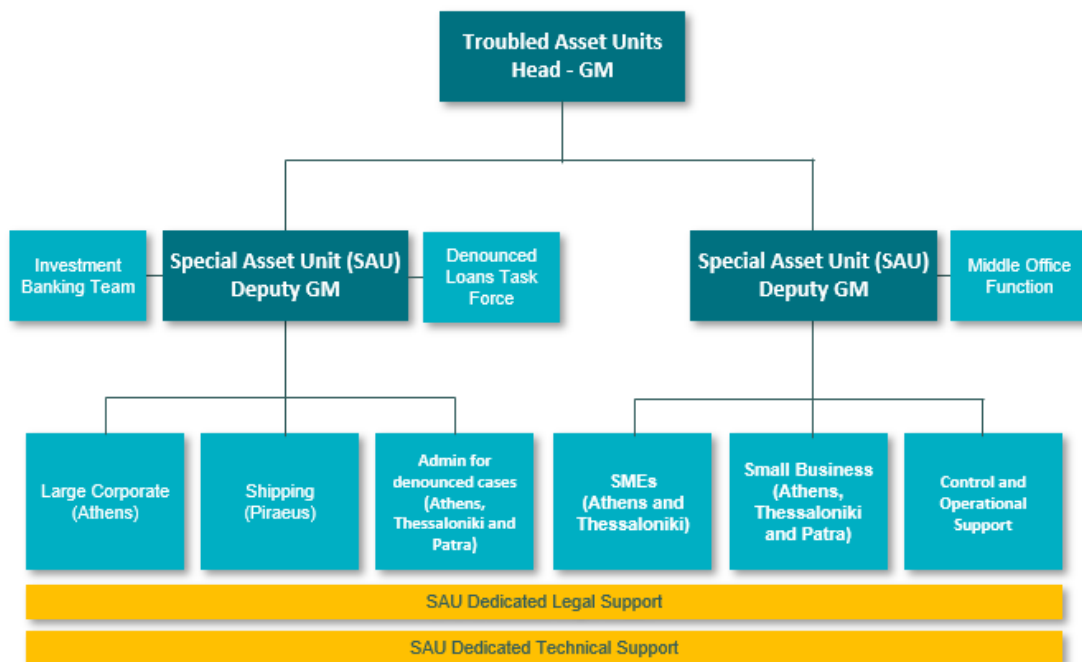 Troubled Asset Units
Head - GM
Investment
Banking Team
Special Asset Unit (SAU)
Deputy GM
Denounced
Loans Task
Force
Special Asset Unit (SAU)
Deputy GM
Middle Office
Function
Large Corporate
(Athens)
Shipping
(Piraeus)
Admin for
denounced cases
(Athens,
Thessaloniki and
Patra)
SMEs
(Athens and
Thessaloniki)
Small Business
(Athens,
Thessaloniki
and Patra)
Control and
Operational
Support
SAU Dedicated Legal Support
SAU Dedicated Technical Support